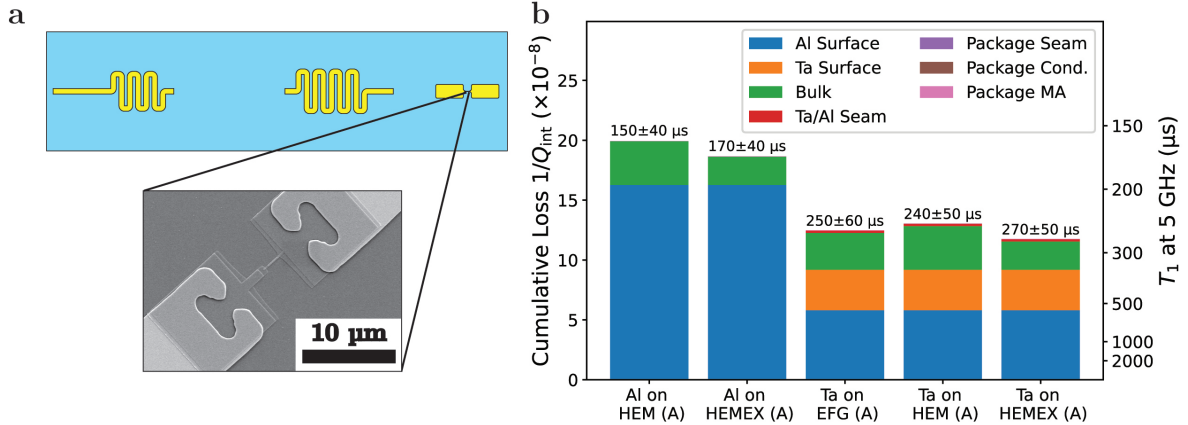 a
10 µm
b
Cumulative Loss 1/Q_int (×10⁻⁸)
25
20
15
10
5
0
Al Surface
Ta Surface
Bulk
Ta/Al Seam
Package Seam
Package Cond.
Package MA
150±40 µs
170±40 µs
250±60 µs
240±50 µs
270±50 µs
Al on
HEM (A)
Al on
HEMEX (A)
Ta on
EFG (A)
Ta on
HEM (A)
Ta on
HEMEX (A)
150
200
300
500
1000
2000
T₁ at 5 GHz (µs)